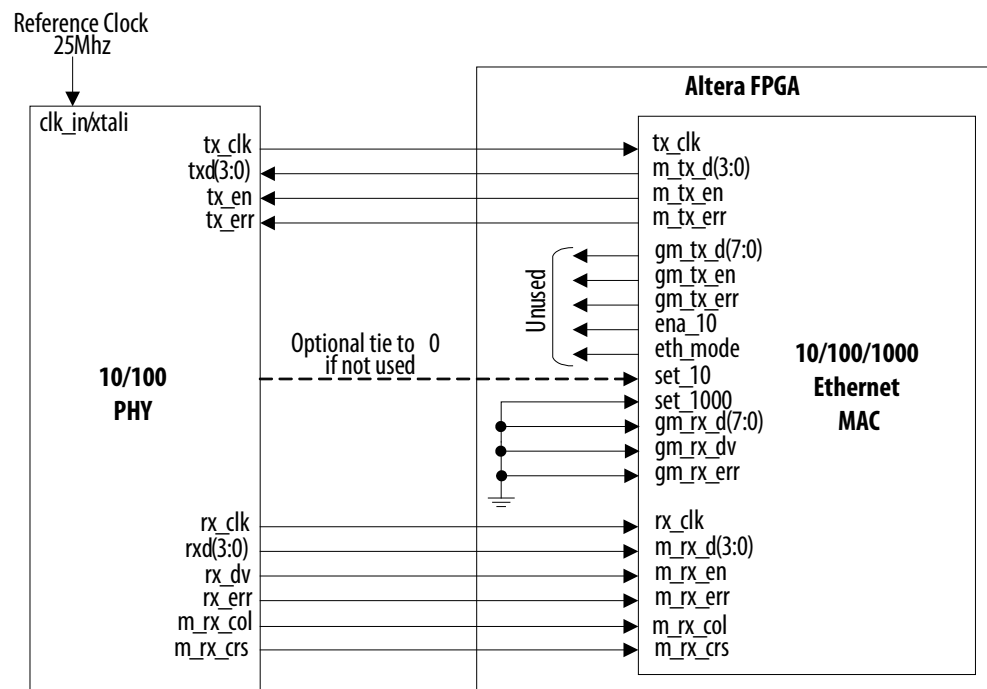 Reference Clock
25Mhz
clk_in/xtali
tx_clk
txd(3:0)
tx_en
tx_err
Optional tie to 0
if not used
10/100
PHY
rx_clk
rxd(3:0)
rx_dv
rx_err
m_rx_col
m_rx_crs
Altera FPGA
tx_clk
m_tx_d(3:0)
m_tx_en
m_tx_err
Unused
gm_tx_d(7:0)
gm_tx_en
gm_tx_err
ena_10
eth_mode
set_10
set_1000
gm_rx_d(7:0)
gm_rx_dv
gm_rx_err
10/100/1000
Ethernet
MAC
rx_clk
m_rx_d(3:0)
m_rx_en
m_rx_err
m_rx_col
m_rx_crs